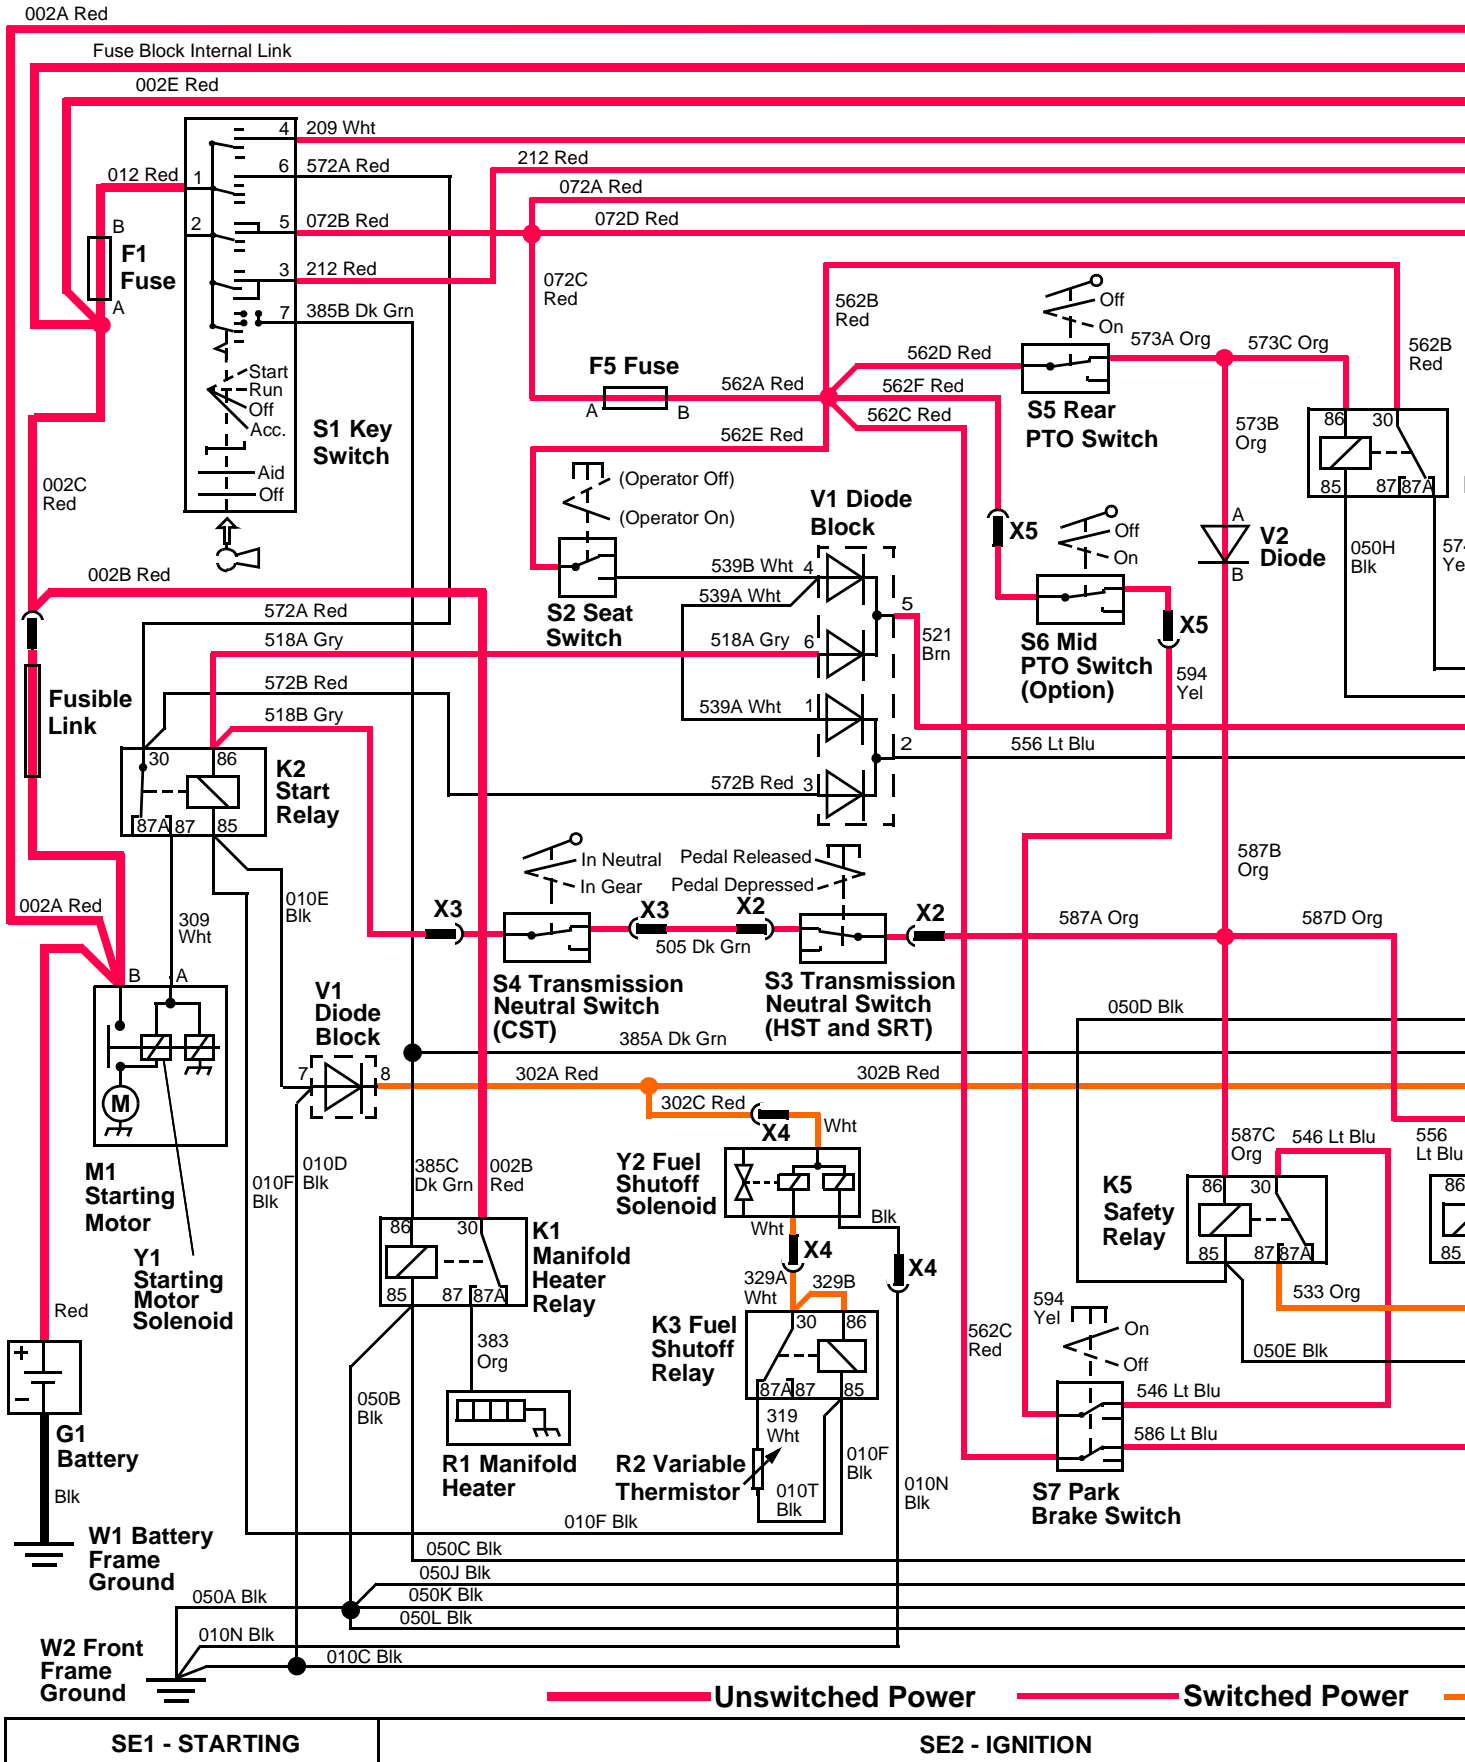 002A Red
Fuse Block Internal Link
002E Red
4 209 Wht
6 572A Red
212 Red
012 Red 1
072A Red
2 5 072B Red
072D Red
B
F1
Fuse
A
3 212 Red
7 385B Dk Grn
072C
Red
562B
Red
Off
On
573A Org
573C Org
562B
Red
562D Red
F5 Fuse
A B
562A Red
562F Red
562C Red
562E Red
S5 Rear
PTO Switch
573B
Org
86 30
85 87 87A
Start
Run
Off
Acc.
Aid
Off
S1 Key
Switch
002C
Red
(Operator Off)
(Operator On)
V1 Diode
Block
X5
Off
On
A
V2
Diode
B
050H
Blk
574
Ye
002B Red
539B Wht 4
539A Wht
S2 Seat
Switch
572A Red
518A Gry
518A Gry 6
5
521
Brn
S6 Mid
PTO Switch
(Option)
X5
594
Yel
Fusible
Link
572B Red
518B Gry
539A Wht 1
2
556 Lt Blu
572B Red 3
30 86
87A 87 85
K2
Start
Relay
In Neutral
In Gear
Pedal Released
Pedal Depressed
587B
Org
002A Red
309
Wht
010E
Blk
X3
X3
X2
X2
505 Dk Grn
587A Org
587D Org
S4 Transmission
Neutral Switch
(CST)
S3 Transmission
Neutral Switch
(HST and SRT)
B A
V1
Diode
Block
7 8
050D Blk
385A Dk Grn
302A Red
302B Red
302C Red
X4
Wht
M
M1
Starting
Motor
Y1
Starting
Motor
Solenoid
010F
Blk
010D
Blk
385C
Dk Grn
002B
Red
Y2 Fuel
Shutoff
Solenoid
Wht
Blk
X4
X4
587C
Org
546 Lt Blu
556
Lt Blu
K5
Safety
Relay
86 30
85 87 87A
86
85
86 30
85 87 87A
K1
Manifold
Heater
Relay
329A
Wht
329B
533 Org
Red
+
−
G1
Battery
Blk
W1 Battery
Frame
Ground
383
Org
050B
Blk
R1 Manifold
Heater
K3 Fuel
Shutoff
Relay
30 86
87A 87 85
319
Wht
R2 Variable
Thermistor
010T
Blk
010F
Blk
010N
Blk
562C
Red
594
Yel
On
Off
050E Blk
546 Lt Blu
586 Lt Blu
S7 Park
Brake Switch
010F Blk
050C Blk
050J Blk
050A Blk
050K Blk
050L Blk
010N Blk
010C Blk
W2 Front
Frame
Ground
Unswitched Power
Switched Power
SE1 - STARTING
SE2 - IGNITION